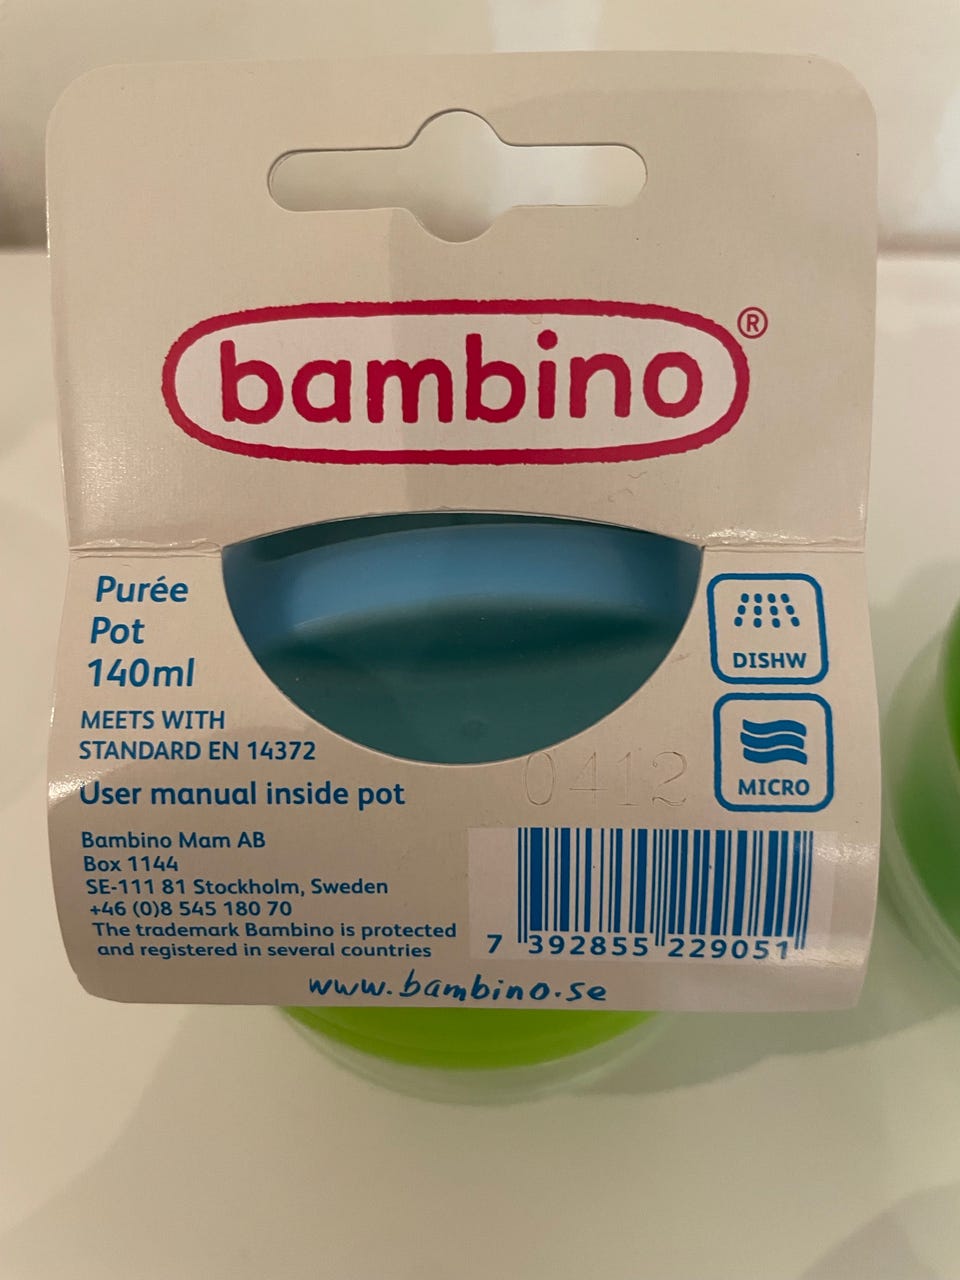 bambino®
Purée
Pot
140ml
MEETS WITH
STANDARD EN 14372
User manual inside pot
DISHW
MICRO
0412
Bambino Mam AB
Box 1144
SE-111 81 Stockholm, Sweden
+46 (0)8 545 180 70
The trademark Bambino is protected
and registered in several countries
7 392855 229051
www.bambino.se